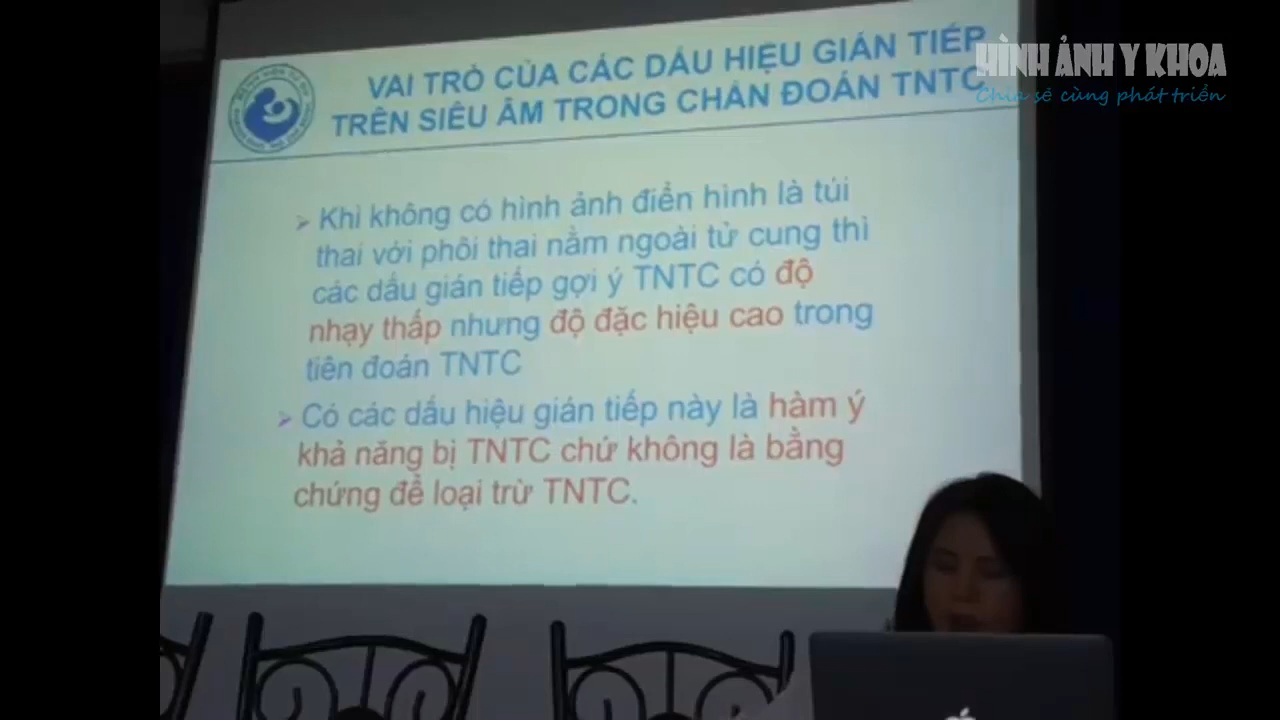 HÌNH ẢNH Y KHOA
Chia sẻ cùng phát triển
VAI TRÒ CỦA CÁC DẤU HIỆU GIÁN TIẾP
TRÊN SIÊU ÂM TRONG CHẨN ĐOÁN TNTC
Khi không có hình ảnh điển hình là túi
thai với phôi thai nằm ngoài tử cung thì
các dấu gián tiếp gợi ý TNTC có độ
nhạy thấp nhưng độ đặc hiệu cao trong
tiên đoán TNTC
Có các dấu hiệu gián tiếp này là hàm ý
khả năng bị TNTC chứ không là bằng
chứng để loại trừ TNTC.